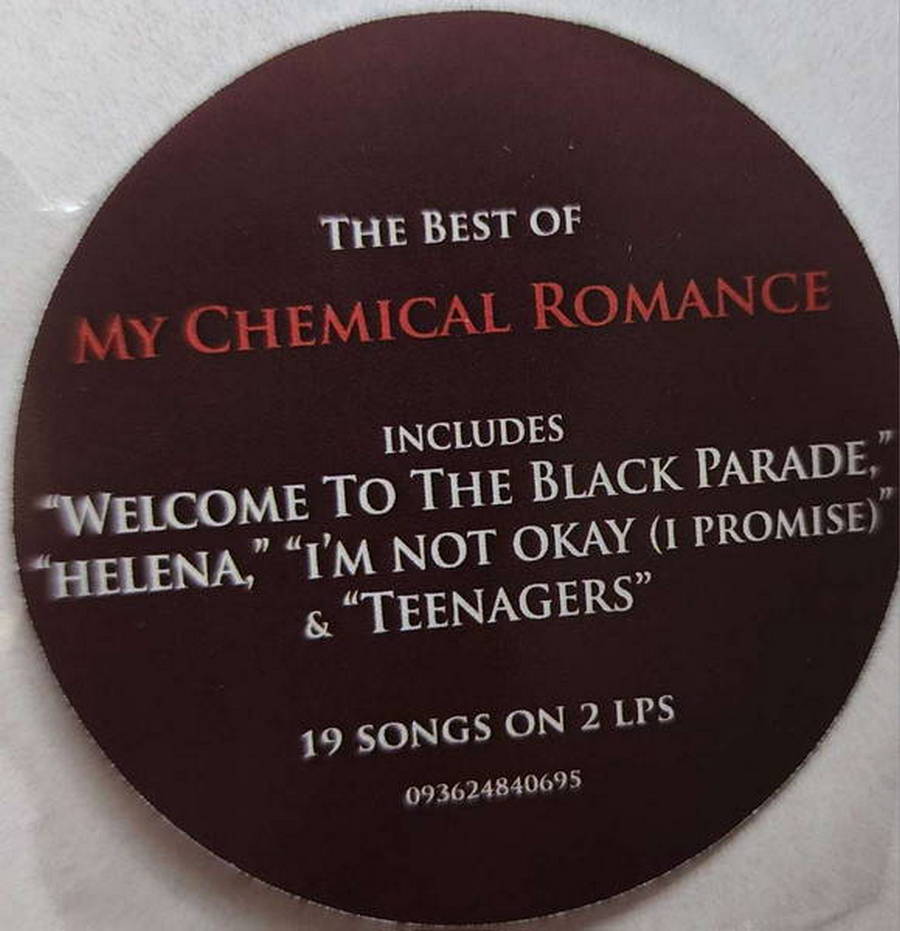 The Best of
My Chemical Romance
includes
“Welcome To The Black Parade,”
“Helena,” “I’m not okay (I promise)”
& “Teenagers”
19 songs on 2 LPs
093624840695